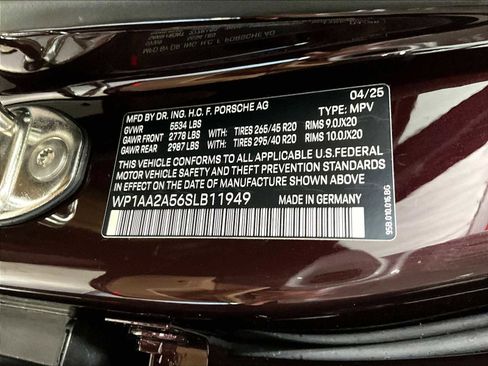 MFD BY DR. ING. H.C. F. PORSCHE AG 04/25
GVWR 5534 LBS TYPE: MPV
GAWR FRONT 2778 LBS WITH: TIRES 265/45 R20 RIMS 9.0JX20
GAWR REAR 2987 LBS WITH: TIRES 295/40 R20 RIMS 10.0JX20
THIS VEHICLE CONFORMS TO ALL APPLICABLE U.S.FEDERAL
MOTOR VEHICLE SAFETY, BUMPER, AND THEFT PREVENTION STANDARDS
IN EFFECT ON THE DATE OF MANUFACTURE SHOWN ABOVE.
WP1AA2A56SLB11949
MADE IN GERMANY
95B.010.016.BG